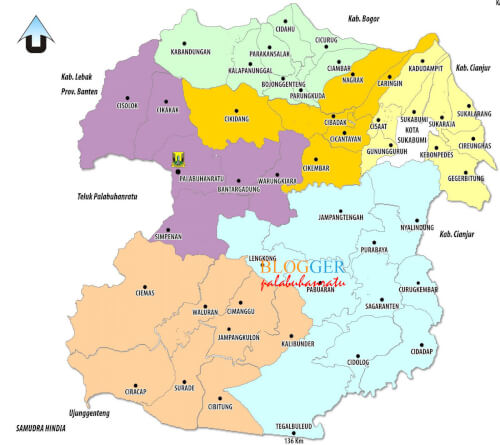 U
Kab. Bogor
CIDAHU
CICURUG
KABANDUNGAN
PARAKANSALAK
KALAPANUNGGAL
CIAMBAR
BOJONGGENTENG
NAGRAK
PARUNGKUDA
KADUDAMPIT
LARINGIN
Kab. Cianjur
Kab. Lebak
Prov. Banten
CISOLOK
CIKAKAK
CIKIDANG
CIBADAK
CICANTAYAN
CISAAT
SUKABUMI
KOTA
SUKABUMI
SUKARAJA
SUKALARANG
CIREUNGHAS
KEBONPEDES
GUNUNGGURUH
GEGERBITUNG
CIKEMBAR
PALABUHANRATU
BANTARGADUNG
WARUNGKIARA
Teluk Palabuhanratu
SIMPENAN
JAMPANGTENGAH
NYALINDUNG
Kab. Cianjur
PURABAYA
LENGKONG
BLOGGER
palabuhanratu
PABUARAN
CURUGKEMBAR
SAGARANTEN
CIEMAS
WALURAN
CIMANGGU
JAMPANGKULON
KALIBUNDER
CIDOLOG
CIDADAP
CIRACAP
SURADE
CIBITUNG
Ujunggenteng
SAMUDRA HINDIA
TEGALBULEUD
136 Km